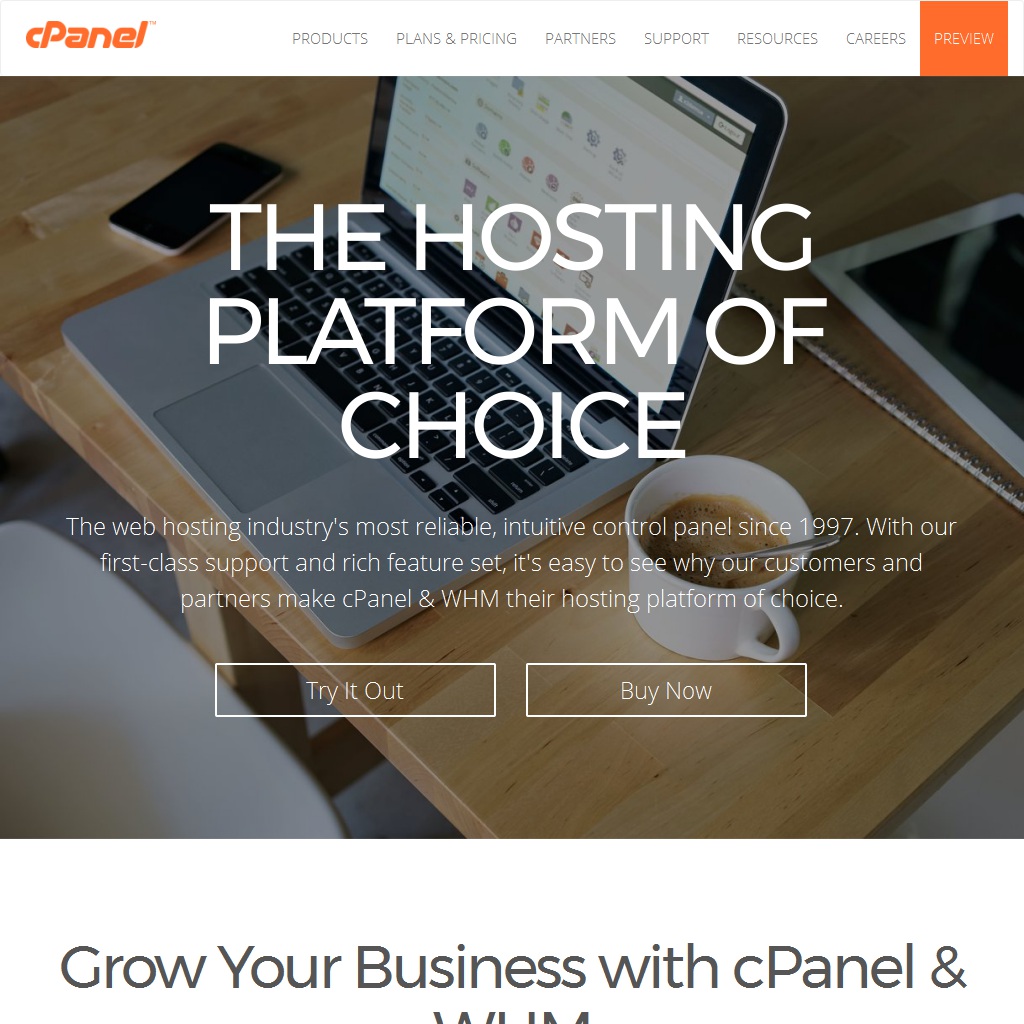 cPanel™
PRODUCTS
PLANS & PRICING
PARTNERS
SUPPORT
RESOURCES
CAREERS
PREVIEW
THE HOSTING
PLATFORM OF
CHOICE
The web hosting industry's most reliable, intuitive control panel since 1997. With our
first-class support and rich feature set, it's easy to see why our customers and
partners make cPanel & WHM their hosting platform of choice.
Try It Out
Buy Now
Grow Your Business with cPanel &
WHM